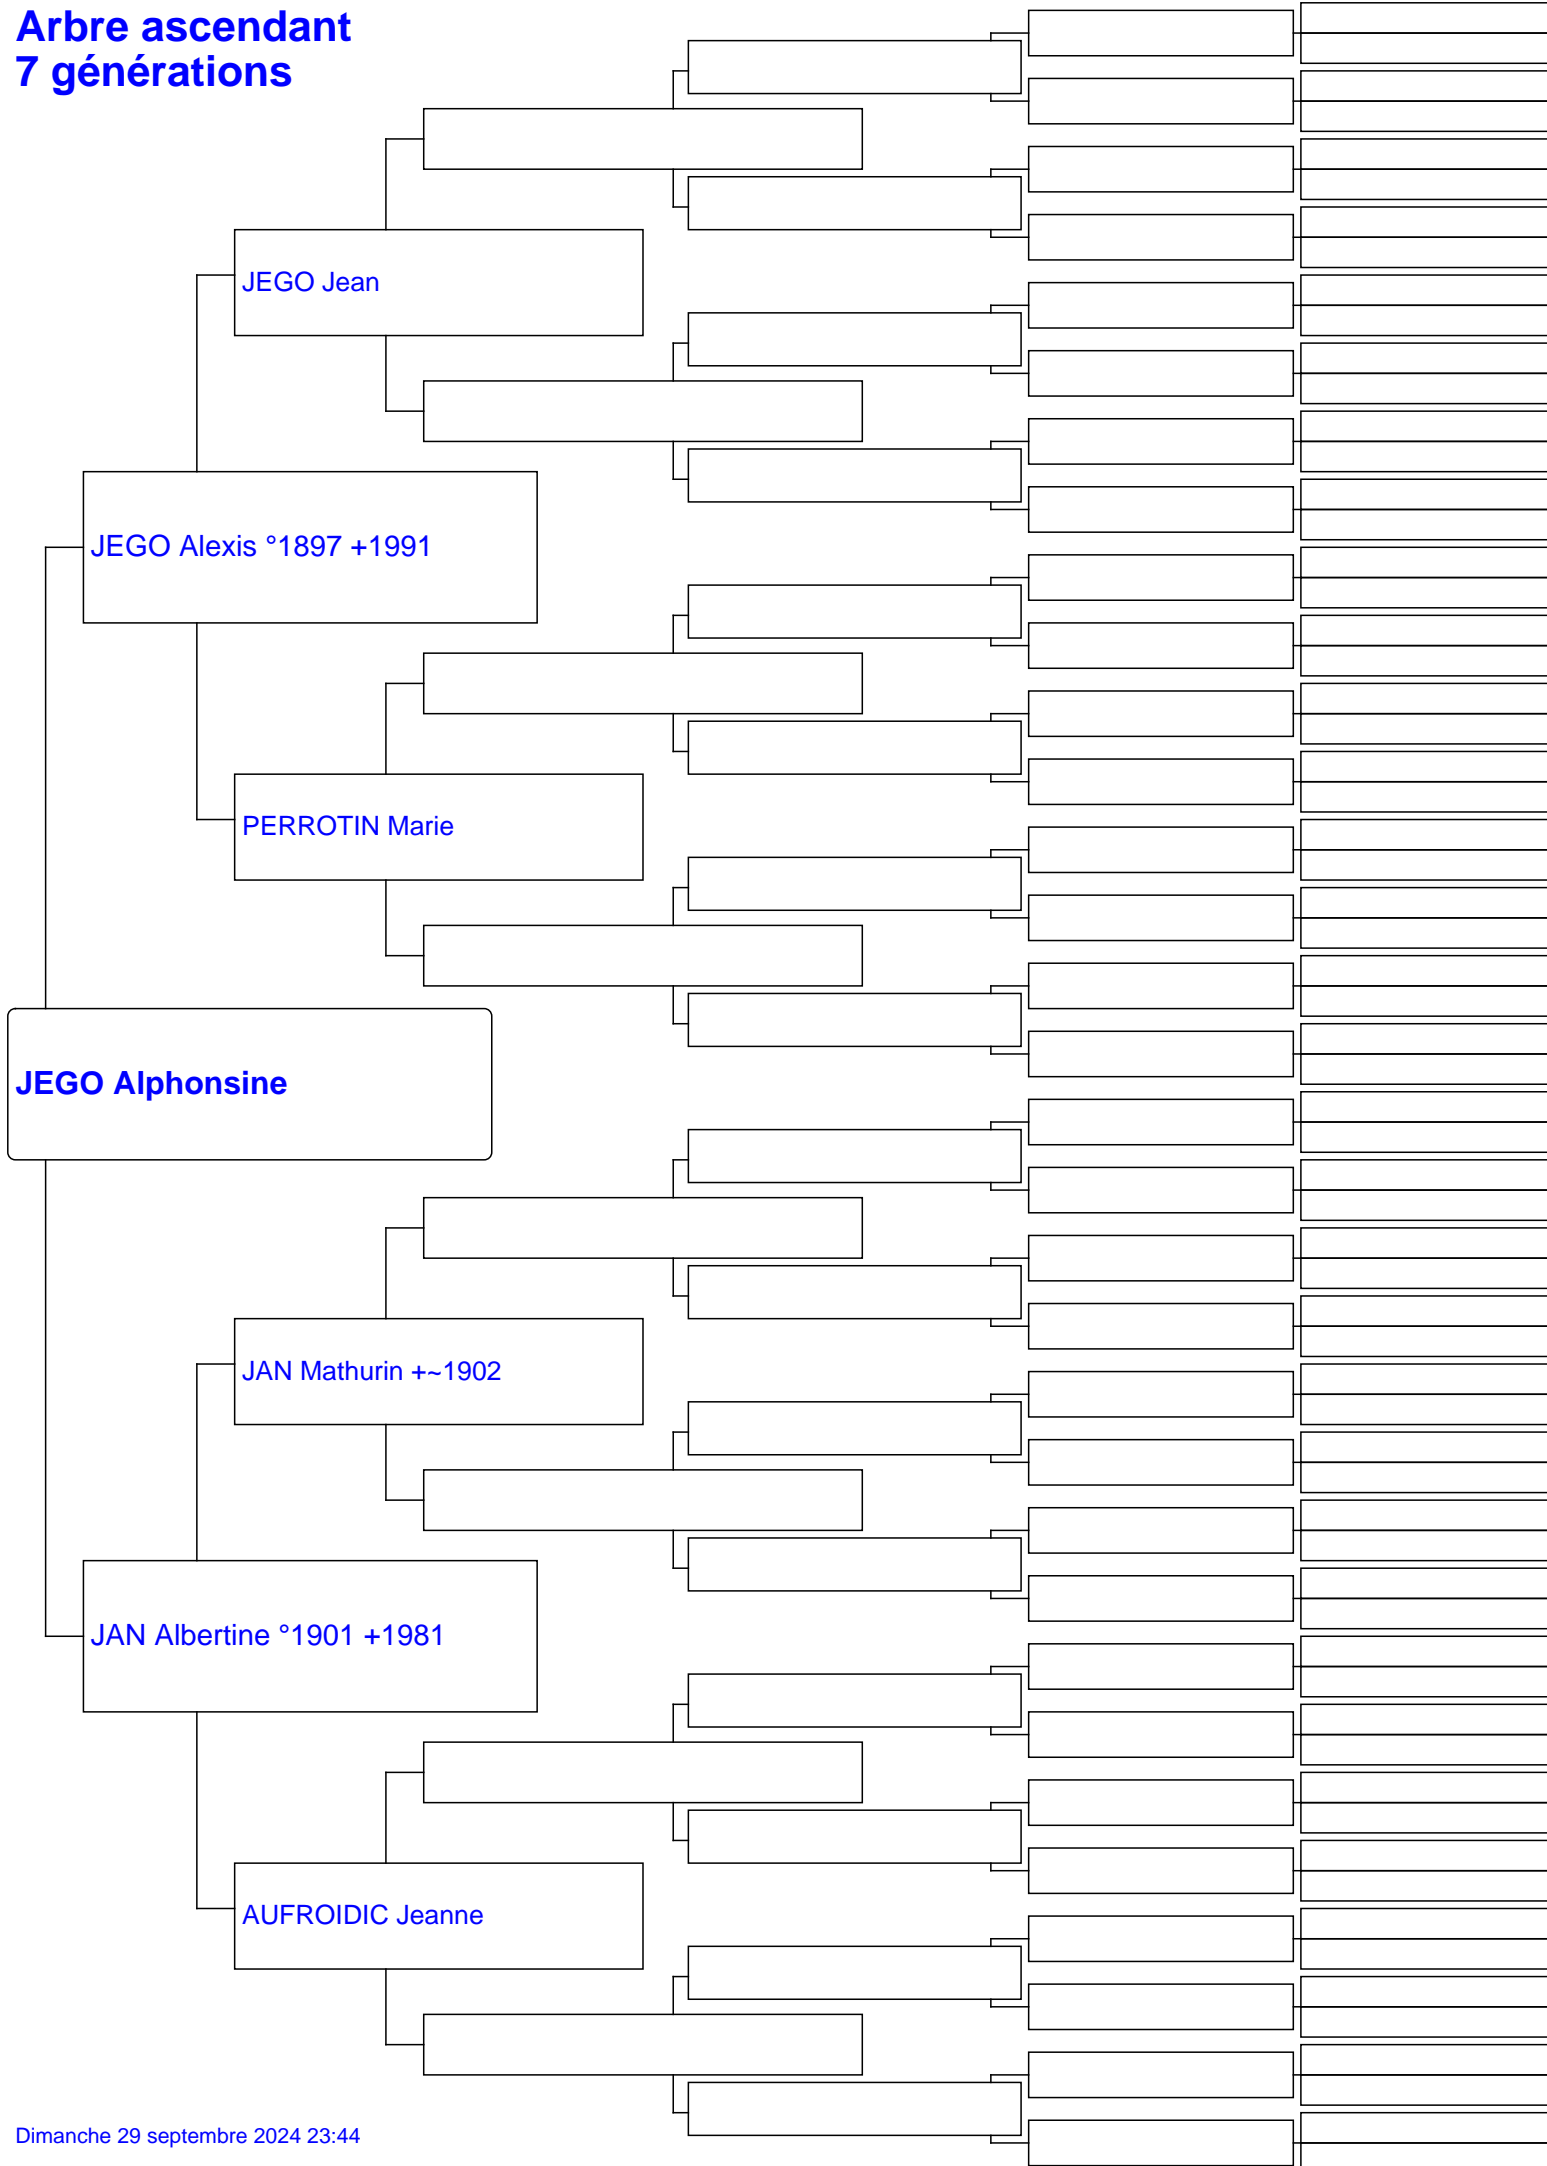 Arbre ascendant
7 générations
JEGO Jean
JEGO Alexis °1897 +1991
PERROTIN Marie
JEGO Alphonsine
JAN Mathurin +~1902
JAN Albertine °1901 +1981
AUFROIDIC Jeanne
Dimanche 29 septembre 2024 23:44